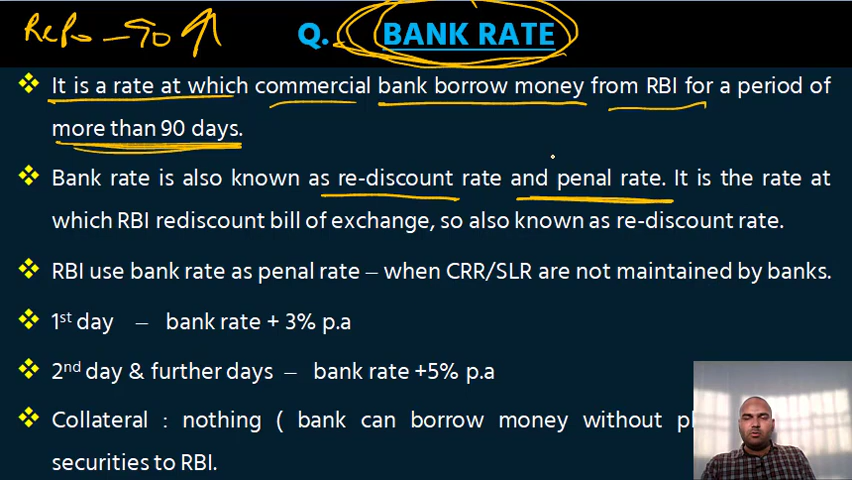 Repo - 90
Q. BANK RATE
It is a rate at which commercial bank borrow money from RBI for a period of
more than 90 days.
Bank rate is also known as re-discount rate and penal rate. It is the rate at
which RBI rediscount bill of exchange, so also known as re-discount rate.
RBI use bank rate as penal rate – when CRR/SLR are not maintained by banks.
1st day – bank rate + 3% p.a
2nd day & further days – bank rate +5% p.a
Collateral : nothing ( bank can borrow money without
securities to RBI.